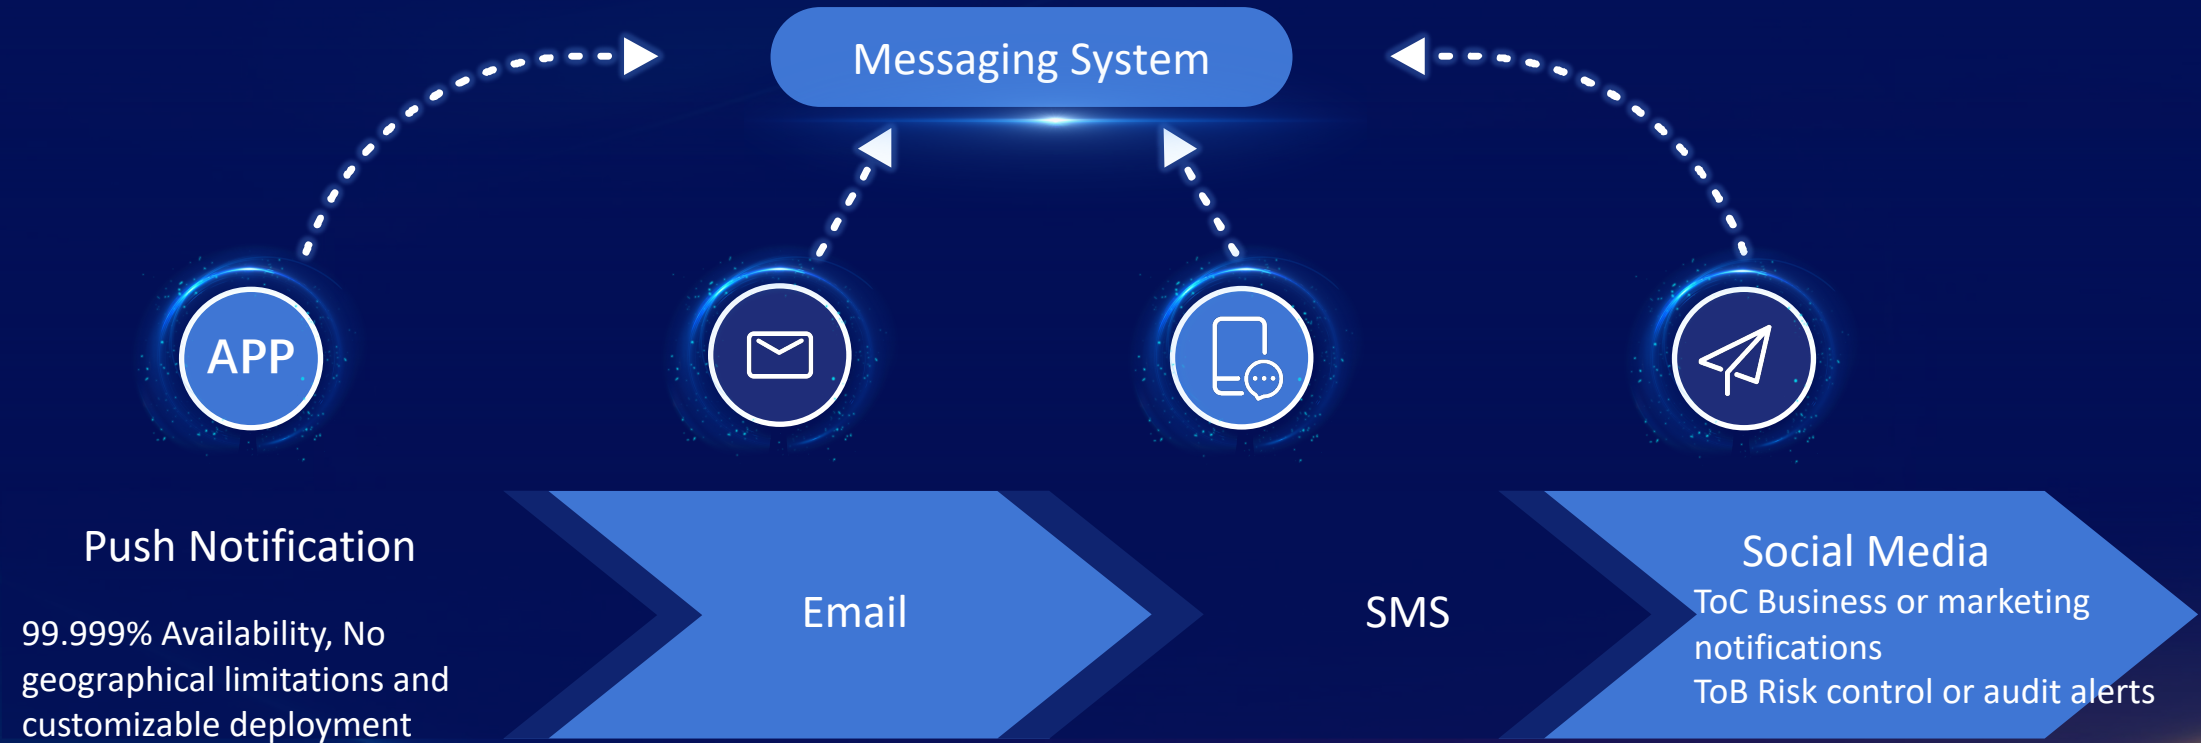 Messaging System
APP
Push Notification
99.999% Availability, No
geographical limitations and
customizable deployment
Email
SMS
Social Media
ToC Business or marketing
notifications
ToB Risk control or audit alerts